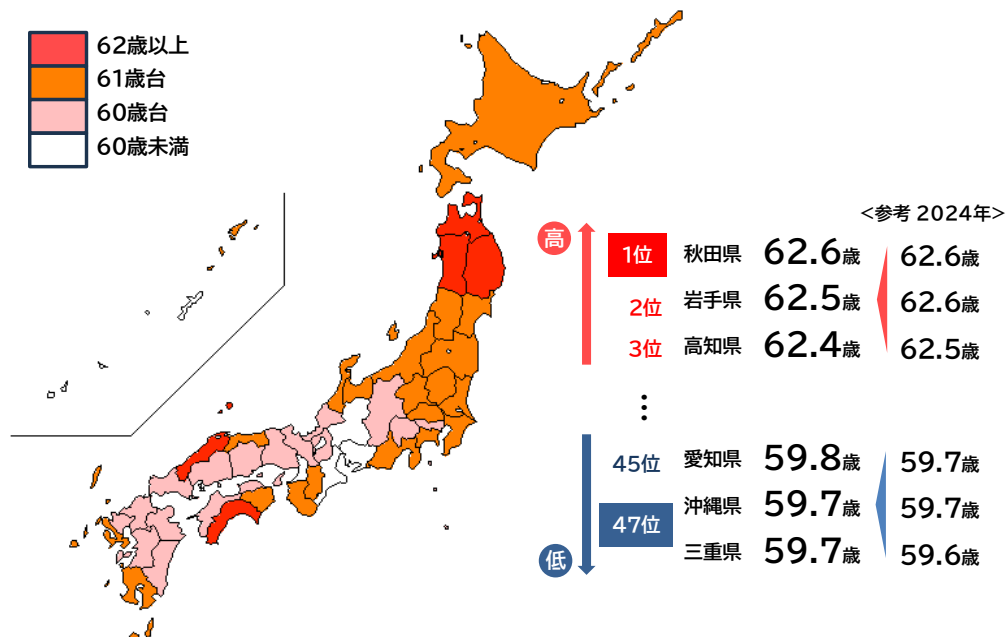 62歳以上
61歳台
60歳台
60歳未満
<参考 2024年>
高
1位 秋田県 62.6歳 62.6歳
2位 岩手県 62.5歳 62.6歳
3位 高知県 62.4歳 62.5歳
⋮
45位 愛知県 59.8歳 59.7歳
47位 沖縄県 59.7歳 59.7歳
三重県 59.7歳 59.6歳
低